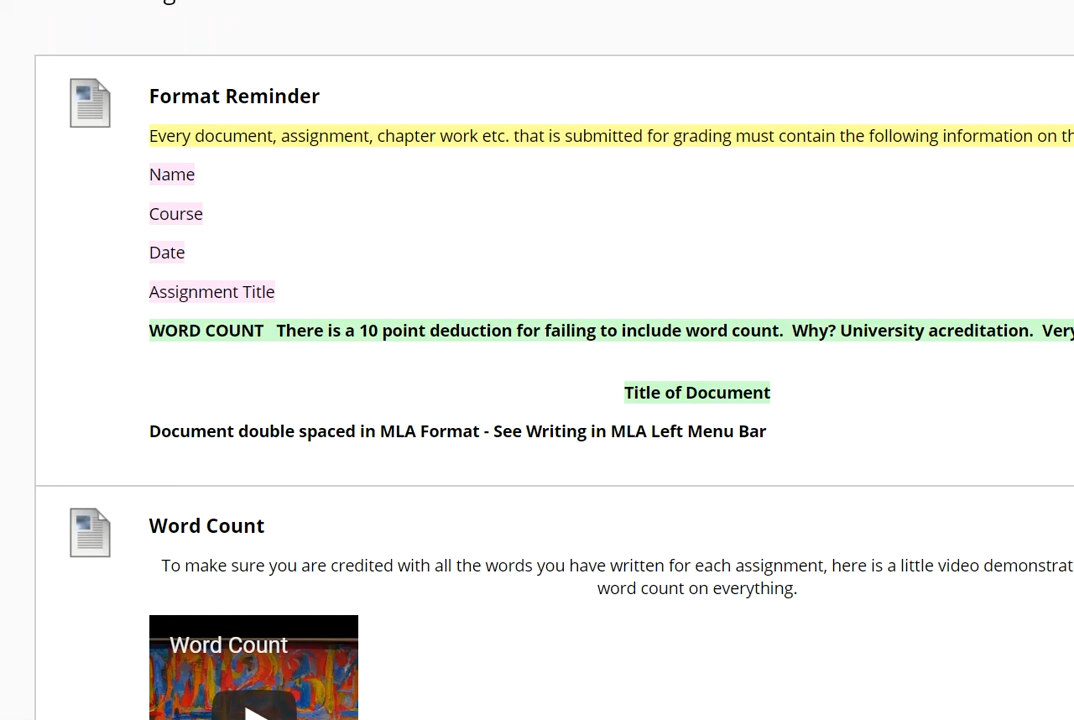 Format Reminder
Every document, assignment, chapter work etc. that is submitted for grading must contain the following information on
Name
Course
Date
Assignment Title
WORD COUNT There is a 10 point deduction for failing to include word count. Why? University acreditation. Very
Title of Document
Document double spaced in MLA Format - See Writing in MLA Left Menu Bar
Word Count
To make sure you are credited with all the words you have written for each assignment, here is a little video
word count on everything.
Word Count